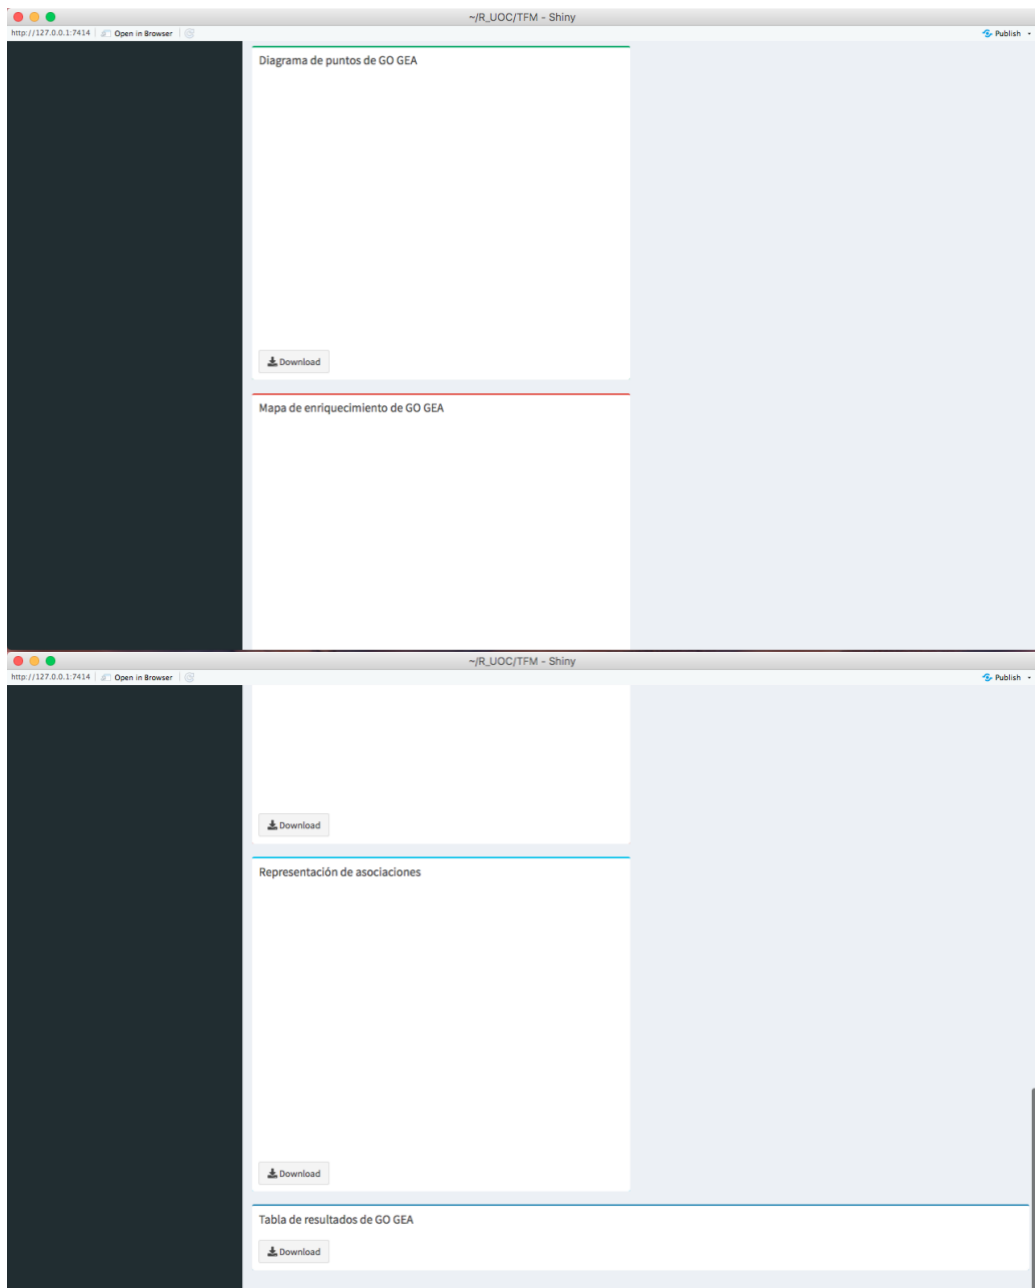 ~/R_UOC/TFM - Shiny
http://127.0.0.1:7414 Open in Browser Publish
Diagrama de puntos de GO GEA
Download
Mapa de enriquecimiento de GO GEA
~/R_UOC/TFM - Shiny
http://127.0.0.1:7414 Open in Browser Publish
Download
Representación de asociaciones
Download
Tabla de resultados de GO GEA
Download